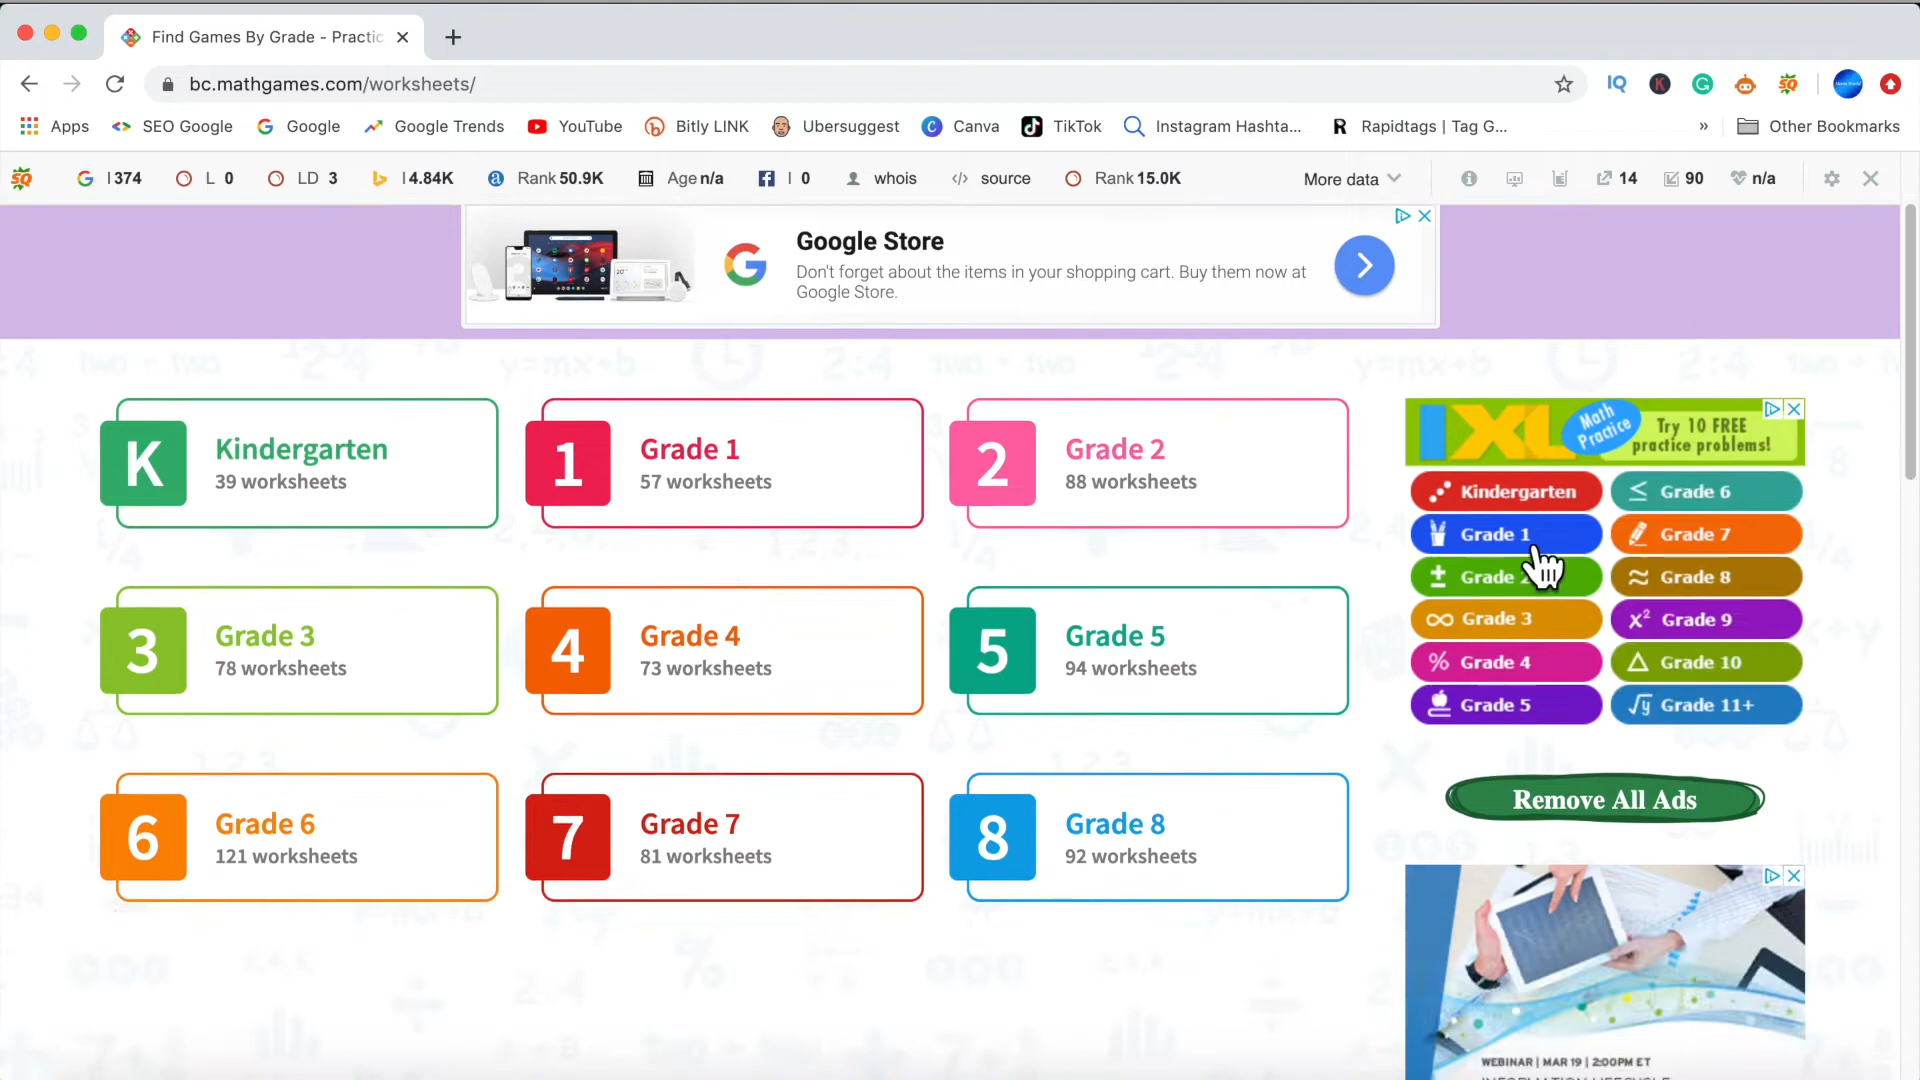 Find Games By Grade - Practic
bc.mathgames.com/worksheets/
IQ
K
G
SQ
Apps
SEO Google
Google
Google Trends
YouTube
Bitly LINK
Ubersuggest
Canva
TikTok
Instagram Hashta...
R Rapidtags | Tag G...
»
Other Bookmarks
SQ
I 374
L 0
LD 3
I 4.84K
Rank 50.9K
Age n/a
I 0
whois
source
Rank 15.0K
More data
14
90
n/a
Google Store
Don't forget about the items in your shopping cart. Buy them now at
Google Store.
K
Kindergarten
39 worksheets
1
Grade 1
57 worksheets
2
Grade 2
88 worksheets
3
Grade 3
78 worksheets
4
Grade 4
73 worksheets
5
Grade 5
94 worksheets
6
Grade 6
121 worksheets
7
Grade 7
81 worksheets
8
Grade 8
92 worksheets
IXL
Math
Practice
Try 10 FREE
practice problems!
Kindergarten
≤ Grade 6
Grade 1
Grade 7
± Grade 2
≈ Grade 8
∞ Grade 3
x² Grade 9
% Grade 4
△ Grade 10
Grade 5
√y Grade 11+
Remove All Ads
WEBINAR | MAR 19 | 2:00PM ET